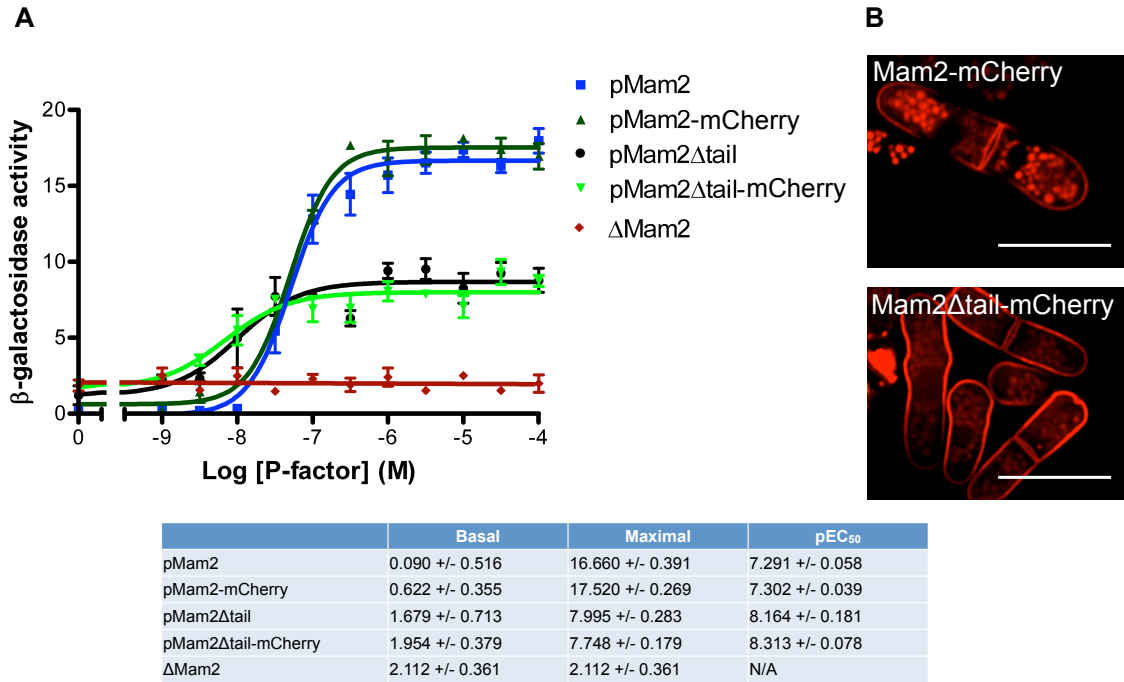 A
B
β-galactosidase activity
20
15
10
5
0
0
-9
-8
-7
-6
-5
-4
Log [P-factor] (M)
pMam2
pMam2-mCherry
pMam2Δtail
pMam2Δtail-mCherry
ΔMam2
Mam2-mCherry
Mam2Δtail-mCherry
Basal Maximal pEC₅₀
pMam2 0.090 +/- 0.516 16.660 +/- 0.391 7.291 +/- 0.058
pMam2-mCherry 0.622 +/- 0.355 17.520 +/- 0.269 7.302 +/- 0.039
pMam2Δtail 1.679 +/- 0.713 7.995 +/- 0.283 8.164 +/- 0.181
pMam2Δtail-mCherry 1.954 +/- 0.379 7.748 +/- 0.179 8.313 +/- 0.078
ΔMam2 2.112 +/- 0.361 2.112 +/- 0.361 N/A